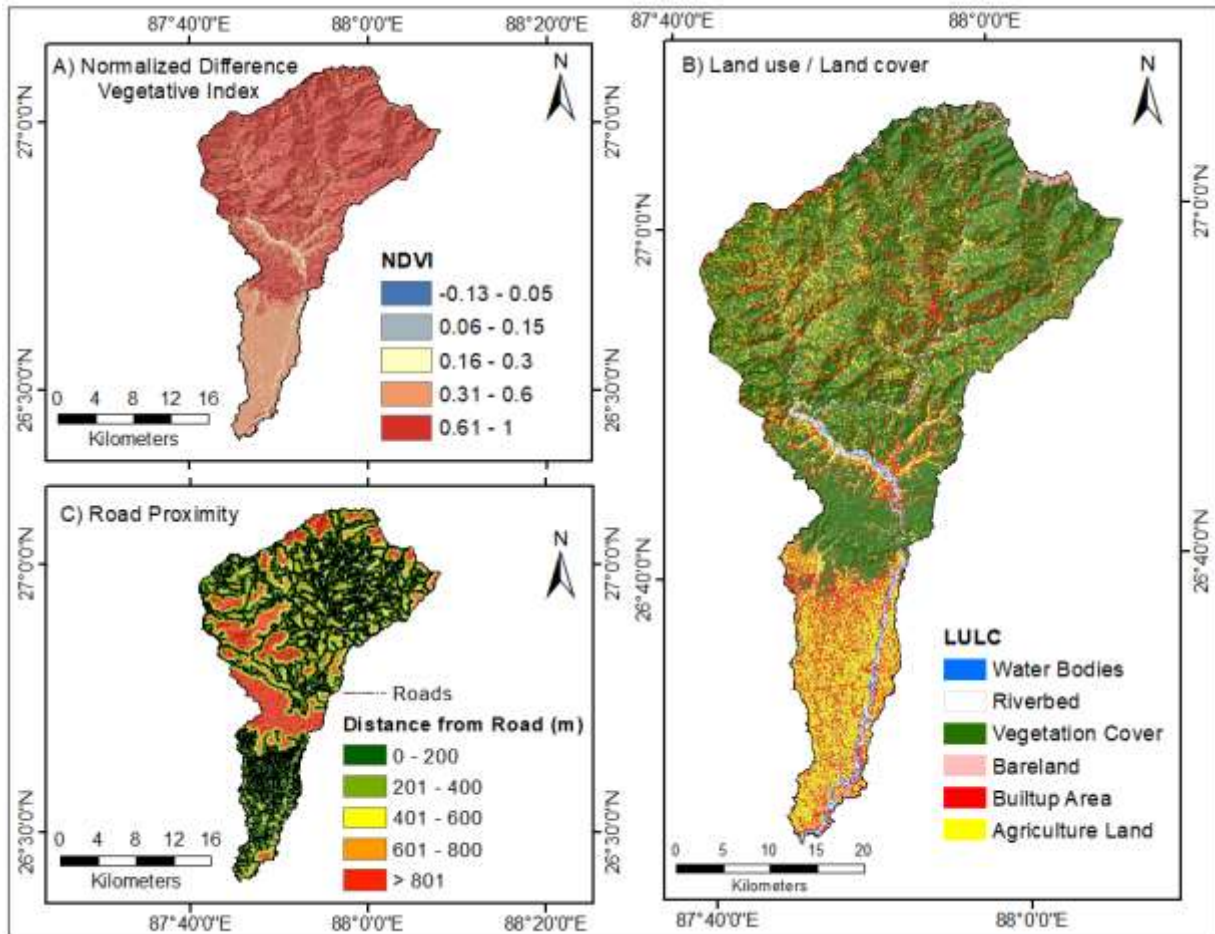 87°40'0"E 88°0'0"E 88°20'0"E
A) Normalized Difference
Vegetative Index
N
27°0'0"N
27°0'0"N
26°30'0"N
26°30'0"N
NDVI
-0.13 - 0.05
0.06 - 0.15
0.16 - 0.3
0.31 - 0.6
0.61 - 1
0 4 8 12 16
Kilometers
C) Road Proximity
N
27°0'0"N
27°0'0"N
26°30'0"N
26°30'0"N
Roads
Distance from Road (m)
0 - 200
201 - 400
401 - 600
601 - 800
> 801
0 4 8 12 16
Kilometers
87°40'0"E 88°0'0"E 88°20'0"E
87°40'0"E 88°0'0"E
B) Land use / Land cover
N
27°0'0"N
27°0'0"N
26°40'0"N
26°40'0"N
LULC
Water Bodies
Riverbed
Vegetation Cover
Bareland
Builtup Area
Agriculture Land
0 5 10 15 20
Kilometers
87°40'0"E 88°0'0"E